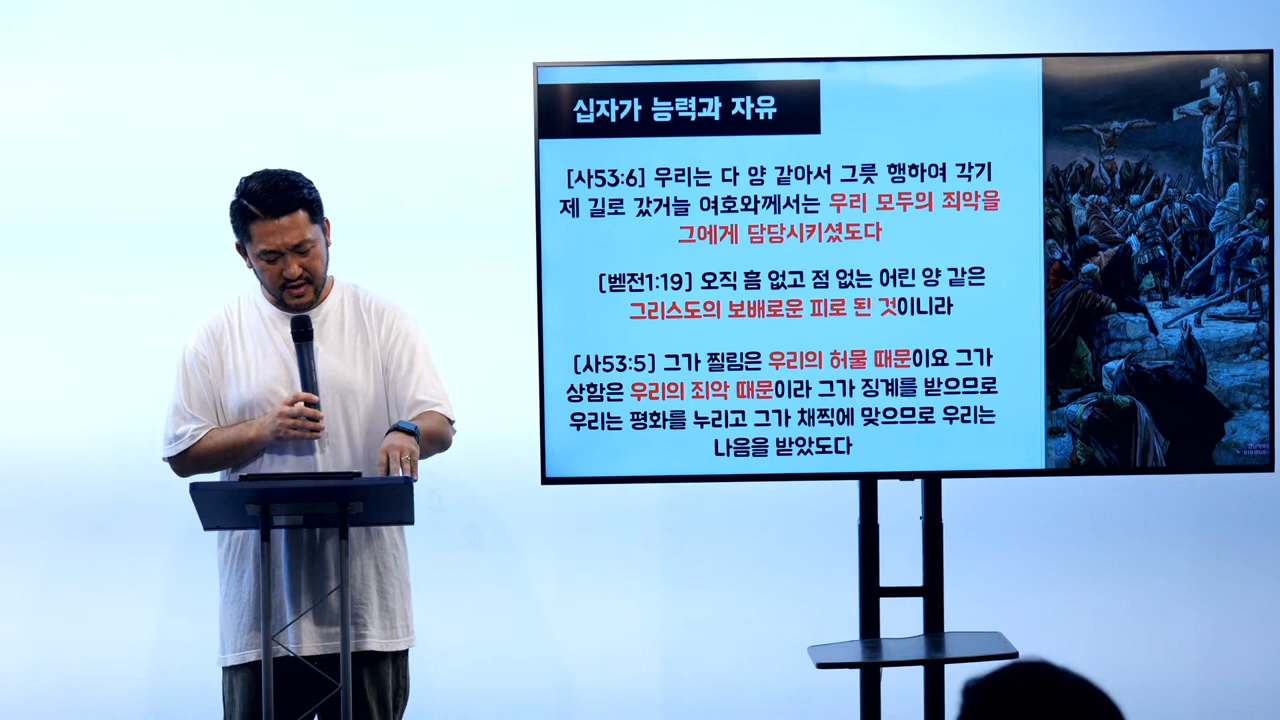 십자가 능력과 자유
[사53:6] 우리는 다 양 같아서 그릇 행하여 각기
제 길로 갔거늘 여호와께서는 우리 모두의 죄악을
그에게 담당시키셨도다
[벧전1:19] 오직 흠 없고 점 없는 어린 양 같은
그리스도의 보배로운 피로 된 것이니라
[사53:5] 그가 찔림은 우리의 허물 때문이요 그가
상함은 우리의 죄악 때문이라 그가 징계를 받으므로
우리는 평화를 누리고 그가 채찍에 맞으므로 우리는
나음을 받았도다